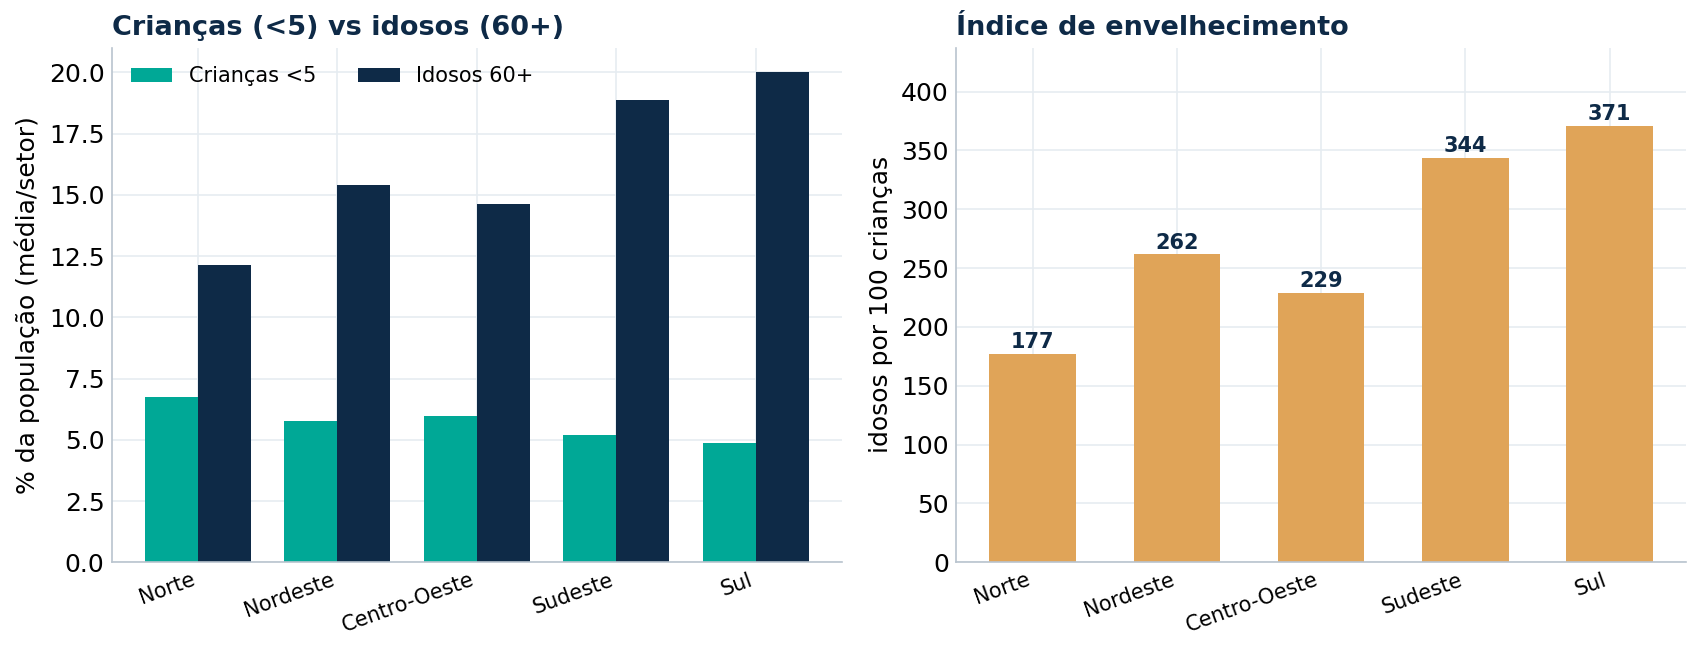 Crianças (<5) vs idosos (60+)
Crianças <5
Idosos 60+
% da população (média/setor)
20.0
17.5
15.0
12.5
10.0
7.5
5.0
2.5
0.0
Norte
Nordeste
Centro-Oeste
Sudeste
Sul
Índice de envelhecimento
idosos por 100 crianças
400
350
300
250
200
150
100
50
0
177
262
229
344
371
Norte
Nordeste
Centro-Oeste
Sudeste
Sul